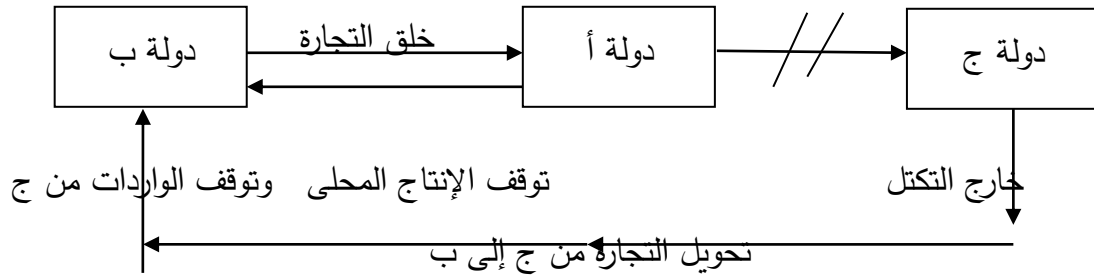 خلق التجارة
دولة ج
دولة أ
دولة ب
خارج التكتل
توقف الإنتاج المحلى وتوقف الواردات من ج
تحويل التجارة من ج إلى ب